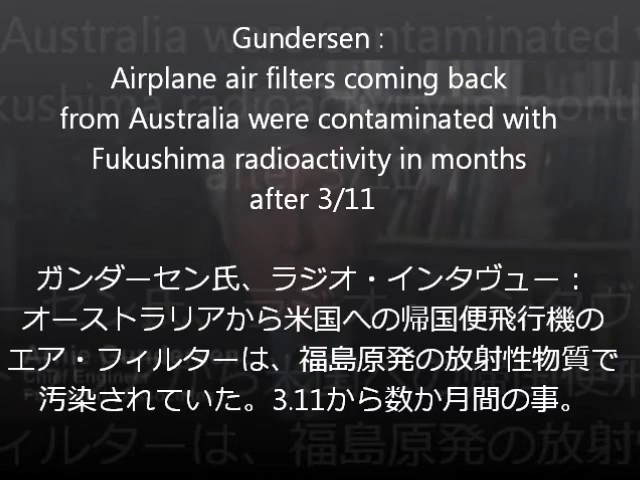 Gundersen :
Airplane air filters coming back
from Australia were contaminated with
Fukushima radioactivity in months
after 3/11
ガンダーセン氏、ラジオ・インタヴュー：
オーストラリアから米国への帰国便飛行機の
エア・フィルターは、福島原発の放射性物質で
汚染されていた。3.11から数か月間の事。